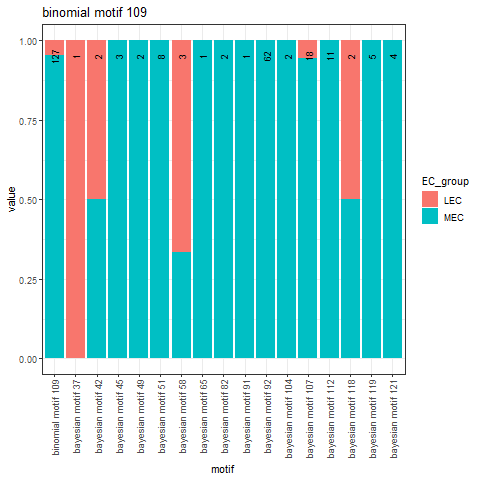 binomial motif 109
1.00
0.75
0.50
0.25
0.00
value
127
1
2
3
2
8
3
1
2
1
62
2
18
11
2
5
4
binomial motif 109
bayesian motif 37
bayesian motif 42
bayesian motif 45
bayesian motif 49
bayesian motif 51
bayesian motif 58
bayesian motif 65
bayesian motif 82
bayesian motif 91
bayesian motif 92
bayesian motif 104
bayesian motif 107
bayesian motif 112
bayesian motif 118
bayesian motif 119
bayesian motif 121
motif
EC_group
LEC
MEC